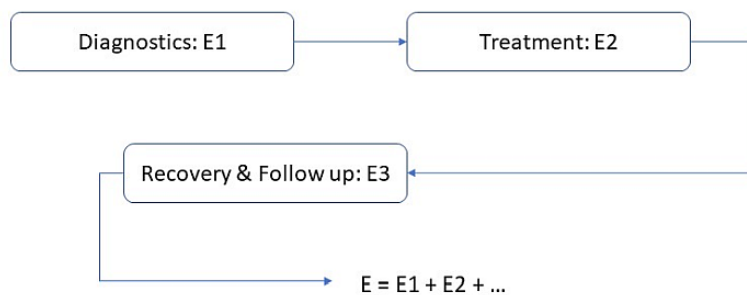 Diagnostics: E1
Treatment: E2
Recovery & Follow up: E3
E = E1 + E2 + ...